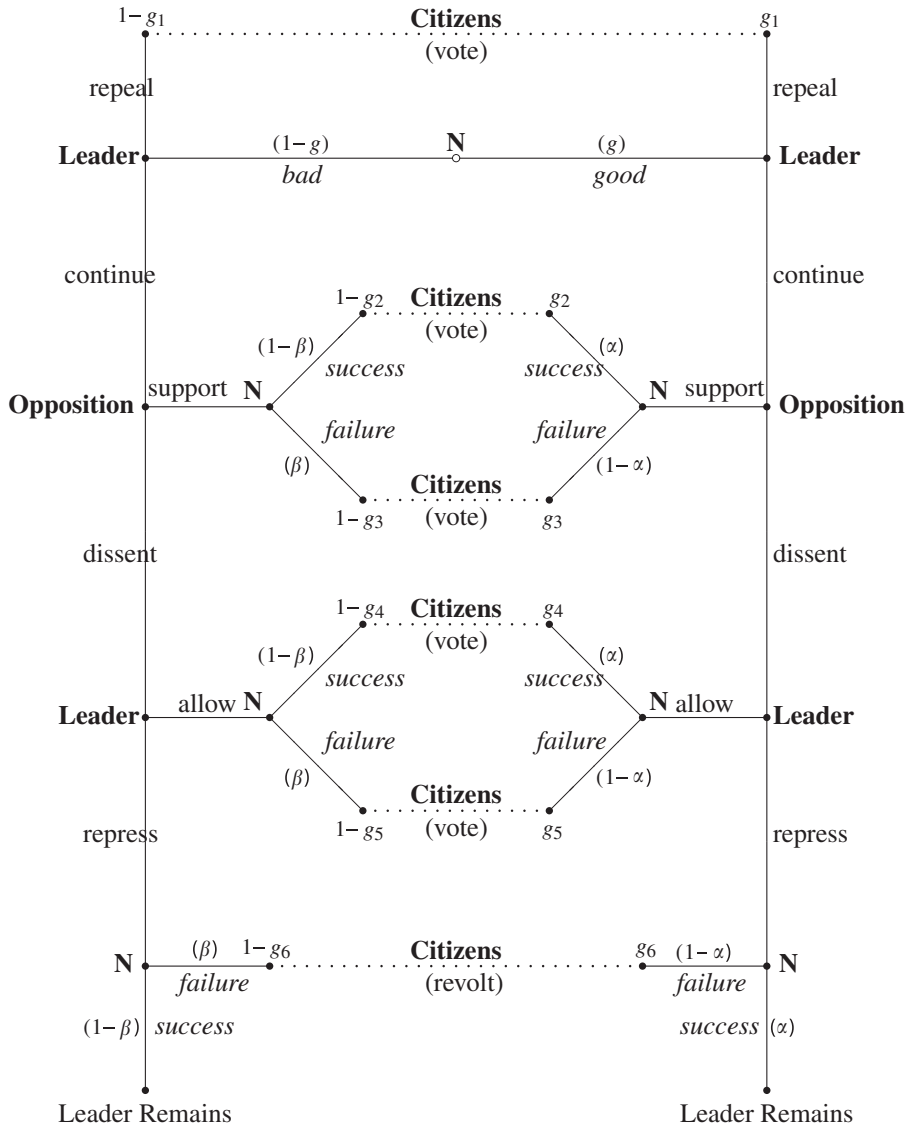 1−g₁ Citizens g₁
(vote)
repeal repeal
Leader (1−g) N (g) Leader
bad good
continue continue
1−g₂ Citizens g₂
(vote)
(1−β) success success (α)
Opposition support N N support Opposition
failure failure
(β) (1−α)
Citizens
1−g₃ (vote) g₃
dissent dissent
1−g₄ Citizens g₄
(vote)
(1−β) success success (α)
Leader allow N N allow Leader
failure failure
(β) (1−α)
Citizens
1−g₅ (vote) g₅
repress repress
N (β) 1−g₆ Citizens g₆ (1−α) N
failure (revolt) failure
(1−β) success success (α)
Leader Remains Leader Remains